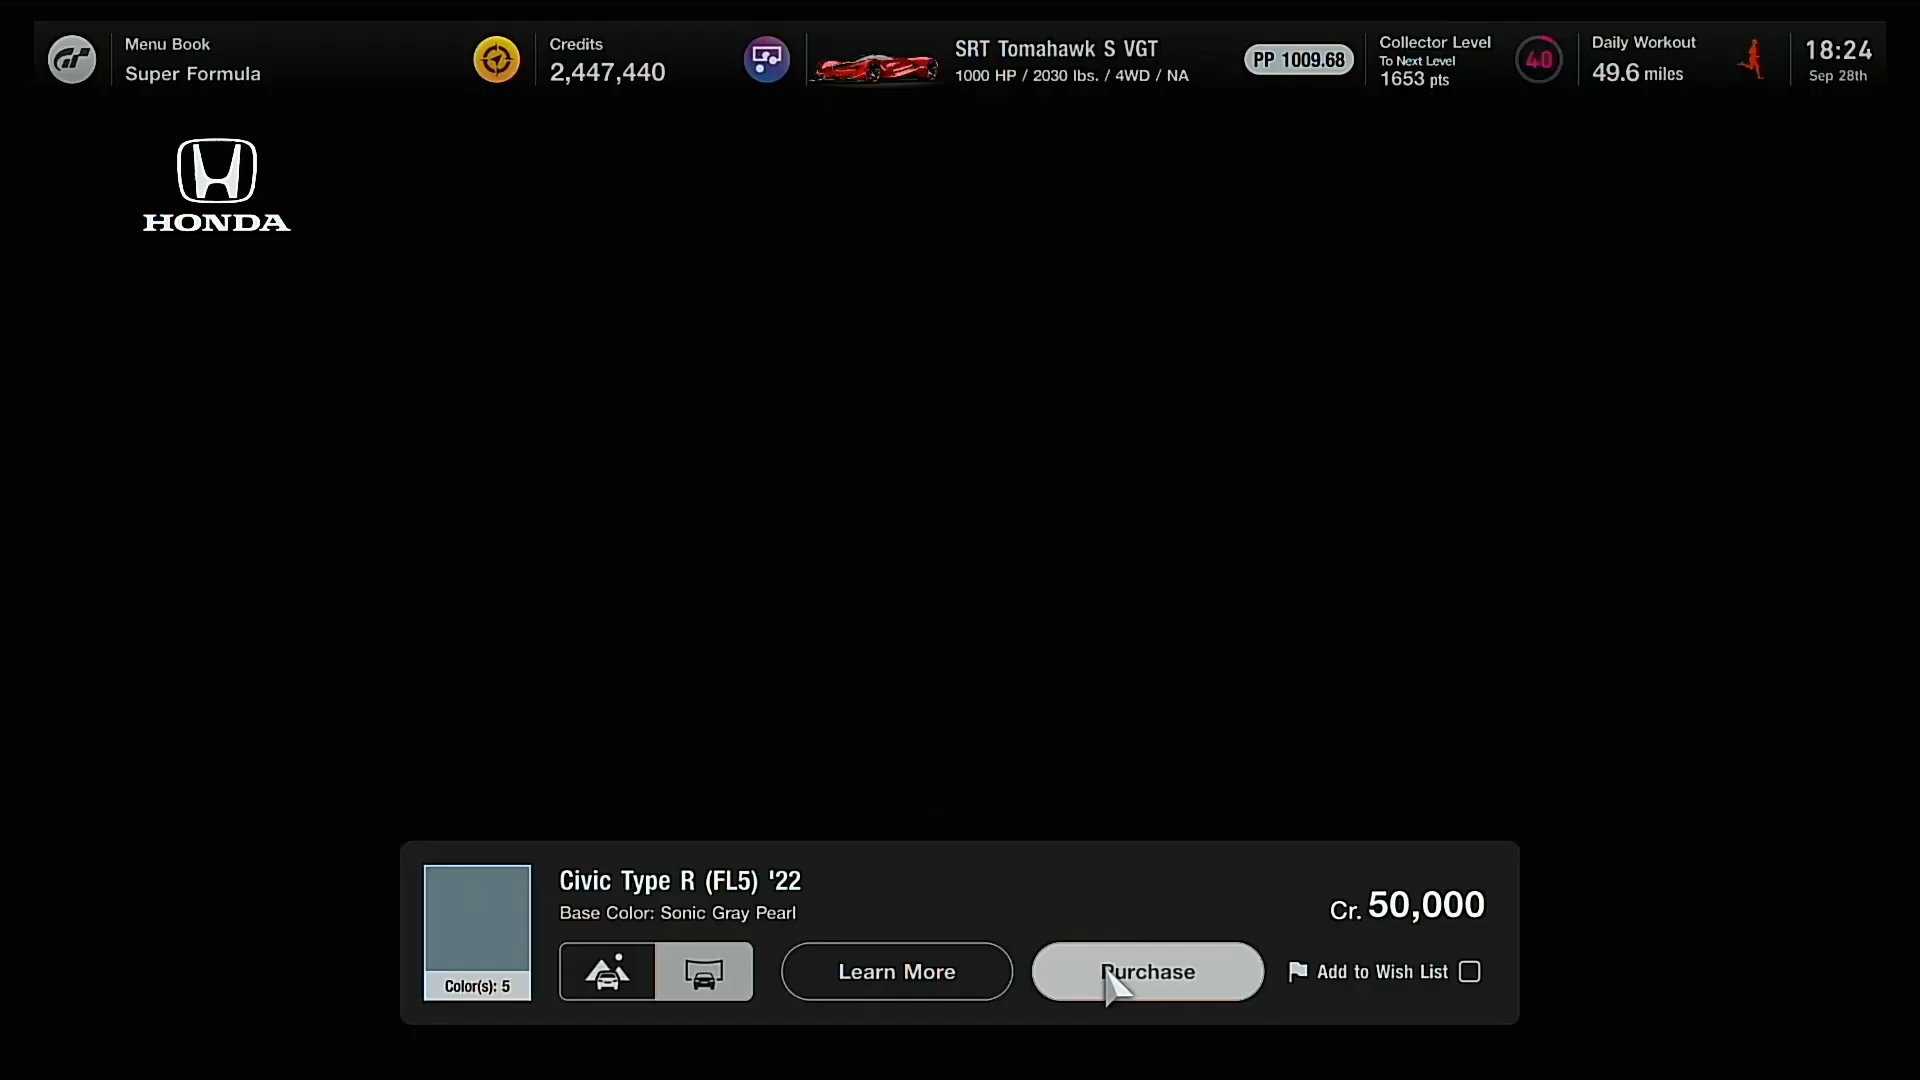 Menu Book
Super Formula
Credits
2,447,440
SRT Tomahawk S VGT
1000 HP / 2030 lbs. / 4WD / NA
PP 1009.68
Collector Level
To Next Level
1653 pts
40
Daily Workout
49.6 miles
18:24
Sep 28th
HONDA
Civic Type R (FL5) '22
Base Color: Sonic Gray Pearl
Cr. 50,000
Color(s): 5
Learn More
Purchase
Add to Wish List